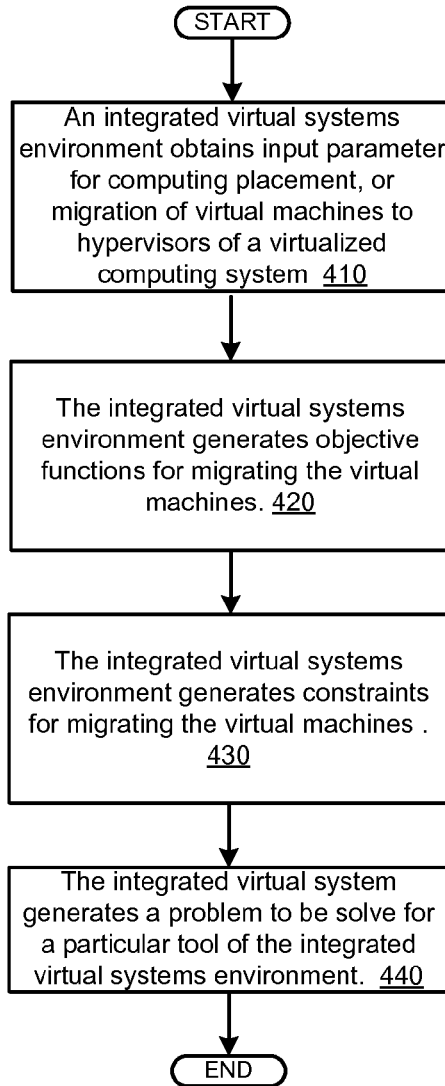 START
An integrated virtual systems
environment obtains input parameter
for computing placement, or
migration of virtual machines to
hypervisors of a virtualized
computing system 410
The integrated virtual systems
environment generates objective
functions for migrating the virtual
machines. 420
The integrated virtual systems
environment generates constraints
for migrating the virtual machines .
430
The integrated virtual system
generates a problem to be solve for
a particular tool of the integrated
virtual systems environment. 440
END